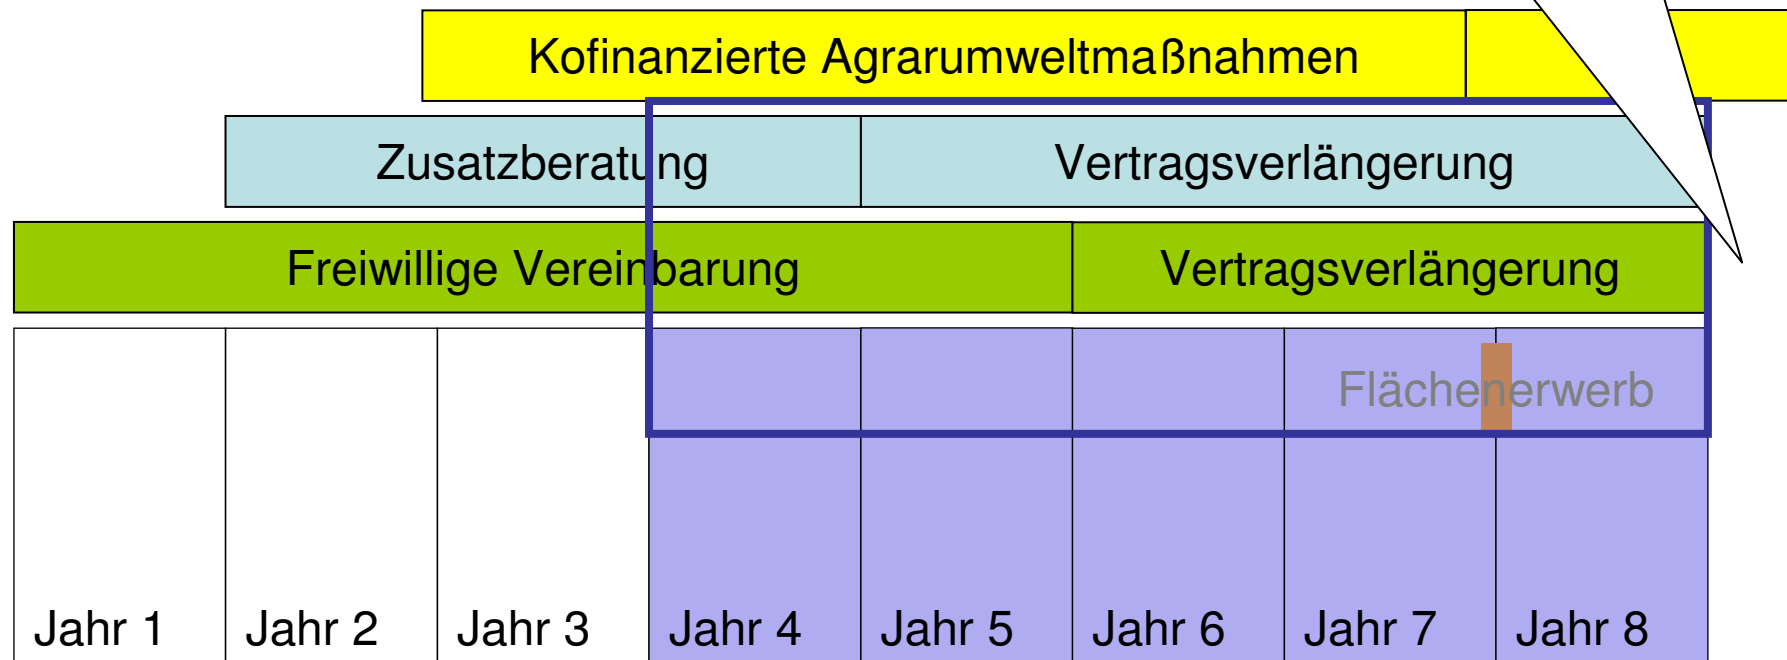 Kofinanzierte Agrarumweltmaßnahmen
Zusatzberatung Vertragsverlängerung
Freiwillige Vereinbarung Vertragsverlängerung
Flächenerwerb
Jahr 1 Jahr 2 Jahr 3 Jahr 4 Jahr 5 Jahr 6 Jahr 7 Jahr 8